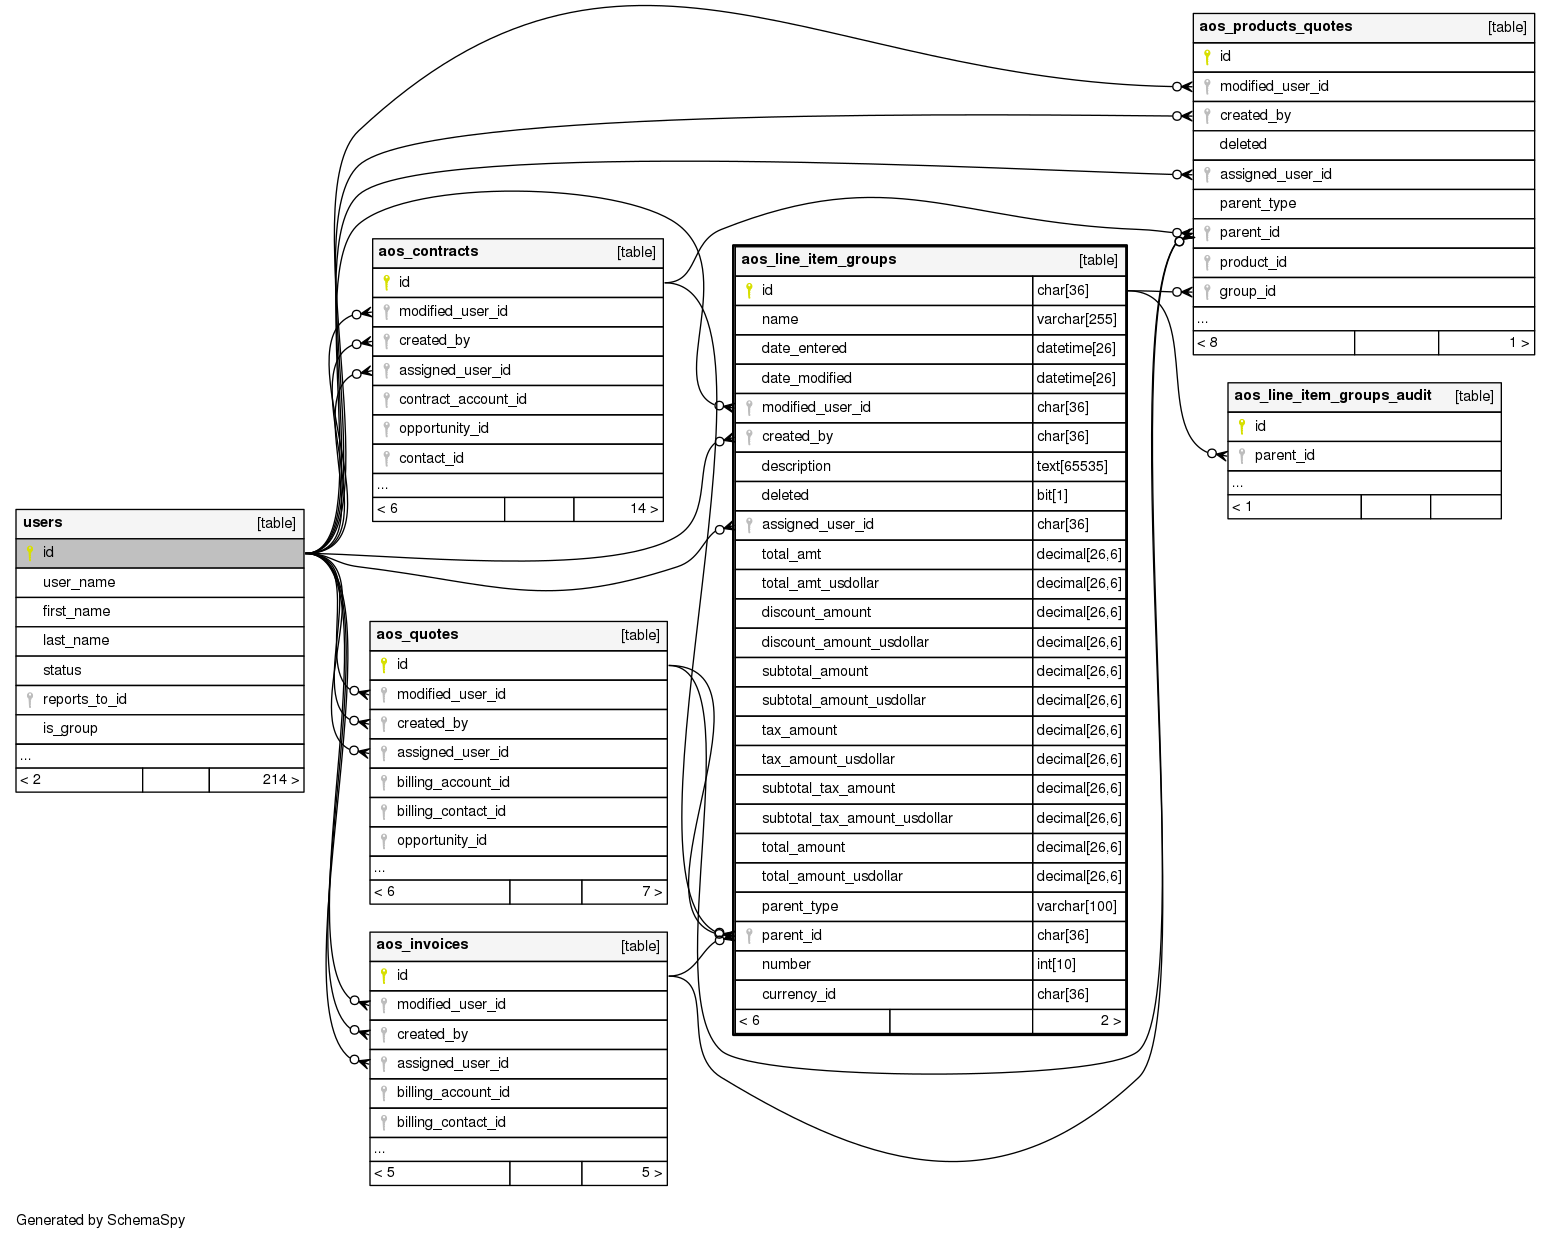 aos_products_quotes [table]
id
modified_user_id
created_by
deleted
assigned_user_id
parent_type
parent_id
product_id
group_id
...
< 8 1 >
aos_contracts [table]
id
modified_user_id
created_by
assigned_user_id
contract_account_id
opportunity_id
contact_id
...
< 6 14 >
aos_line_item_groups [table]
id char[36]
name varchar[255]
date_entered datetime[26]
date_modified datetime[26]
modified_user_id char[36]
created_by char[36]
description text[65535]
deleted bit[1]
assigned_user_id char[36]
total_amt decimal[26,6]
total_amt_usdollar decimal[26,6]
discount_amount decimal[26,6]
discount_amount_usdollar decimal[26,6]
subtotal_amount decimal[26,6]
subtotal_amount_usdollar decimal[26,6]
tax_amount decimal[26,6]
tax_amount_usdollar decimal[26,6]
subtotal_tax_amount decimal[26,6]
subtotal_tax_amount_usdollar decimal[26,6]
total_amount decimal[26,6]
total_amount_usdollar decimal[26,6]
parent_type varchar[100]
parent_id char[36]
number int[10]
currency_id char[36]
< 6 2 >
aos_line_item_groups_audit [table]
id
parent_id
...
< 1
users [table]
id
user_name
first_name
last_name
status
reports_to_id
is_group
...
< 2 214 >
aos_quotes [table]
id
modified_user_id
created_by
assigned_user_id
billing_account_id
billing_contact_id
opportunity_id
...
< 6 7 >
aos_invoices [table]
id
modified_user_id
created_by
assigned_user_id
billing_account_id
billing_contact_id
...
< 5 5 >
Generated by SchemaSpy